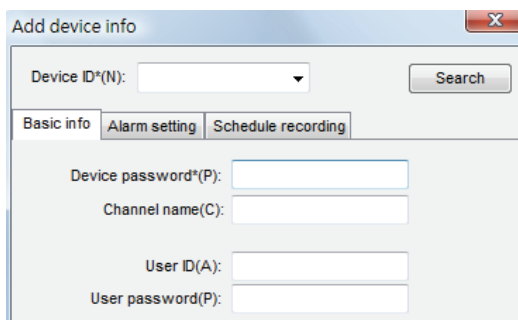 Add device info
Device ID*(N): Search
Basic info Alarm setting Schedule recording
Device password*(P):
Channel name(C):
User ID(A):
User password(P):